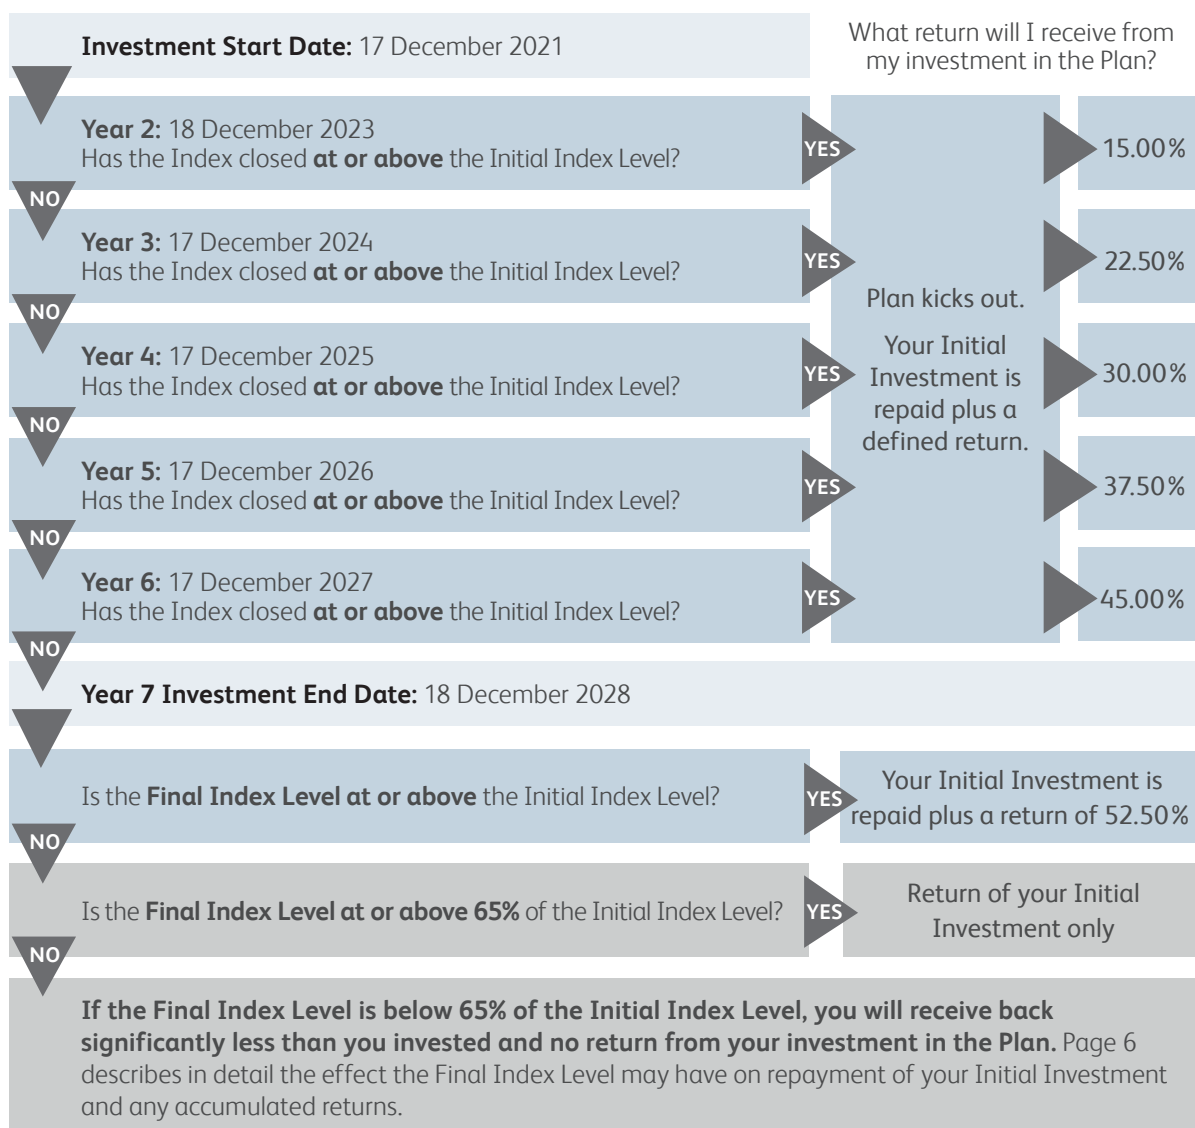 Investment Start Date: 17 December 2021
What return will I receive from
my investment in the Plan?
Year 2: 18 December 2023
Has the Index closed at or above the Initial Index Level?
YES
15.00%
NO
Year 3: 17 December 2024
Has the Index closed at or above the Initial Index Level?
YES
22.50%
NO
Plan kicks out.
Your Initial
Investment is
repaid plus a
defined return.
Year 4: 17 December 2025
Has the Index closed at or above the Initial Index Level?
YES
30.00%
NO
Year 5: 17 December 2026
Has the Index closed at or above the Initial Index Level?
YES
37.50%
NO
Year 6: 17 December 2027
Has the Index closed at or above the Initial Index Level?
YES
45.00%
NO
Year 7 Investment End Date: 18 December 2028
Is the Final Index Level at or above the Initial Index Level?
YES
Your Initial Investment is
repaid plus a return of 52.50%
NO
Is the Final Index Level at or above 65% of the Initial Index Level?
YES
Return of your Initial
Investment only
NO
If the Final Index Level is below 65% of the Initial Index Level, you will receive back
significantly less than you invested and no return from your investment in the Plan. Page 6
describes in detail the effect the Final Index Level may have on repayment of your Initial Investment
and any accumulated returns.